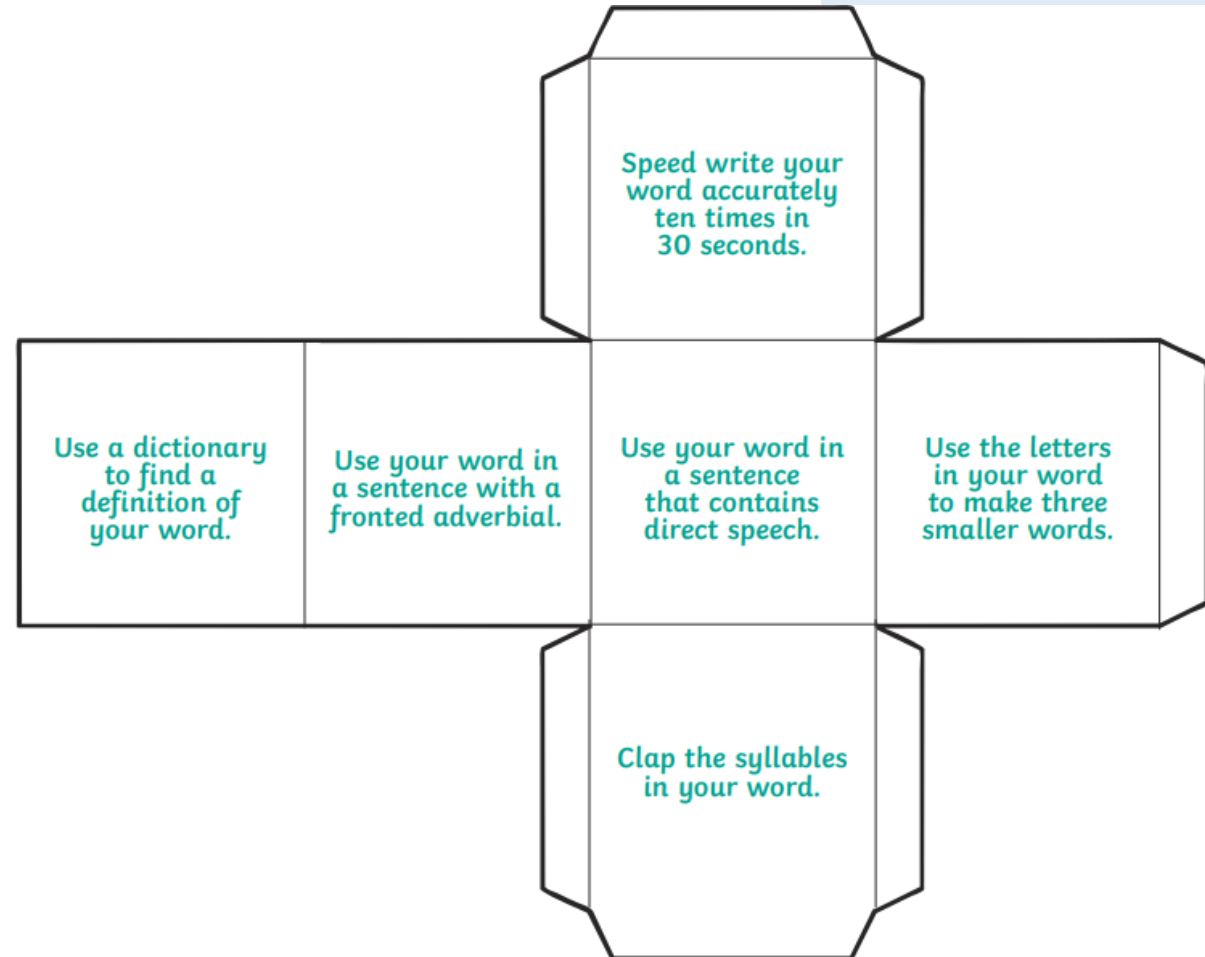 Speed write your
word accurately
ten times in
30 seconds.
Use a dictionary
to find a
definition of
your word.
Use your word in
a sentence with a
fronted adverbial.
Use your word in
a sentence
that contains
direct speech.
Use the letters
in your word
to make three
smaller words.
Clap the syllables
in your word.